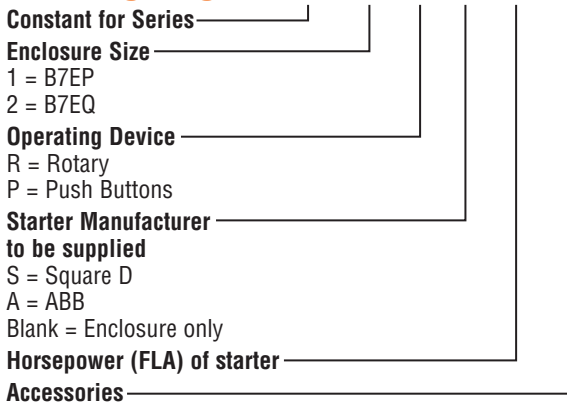 Constant for Series
Enclosure Size
1 = B7EP
2 = B7EQ
Operating Device
R = Rotary
P = Push Buttons
Starter Manufacturer
to be supplied
S = Square D
A = ABB
Blank = Enclosure only
Horsepower (FLA) of starter
Accessories